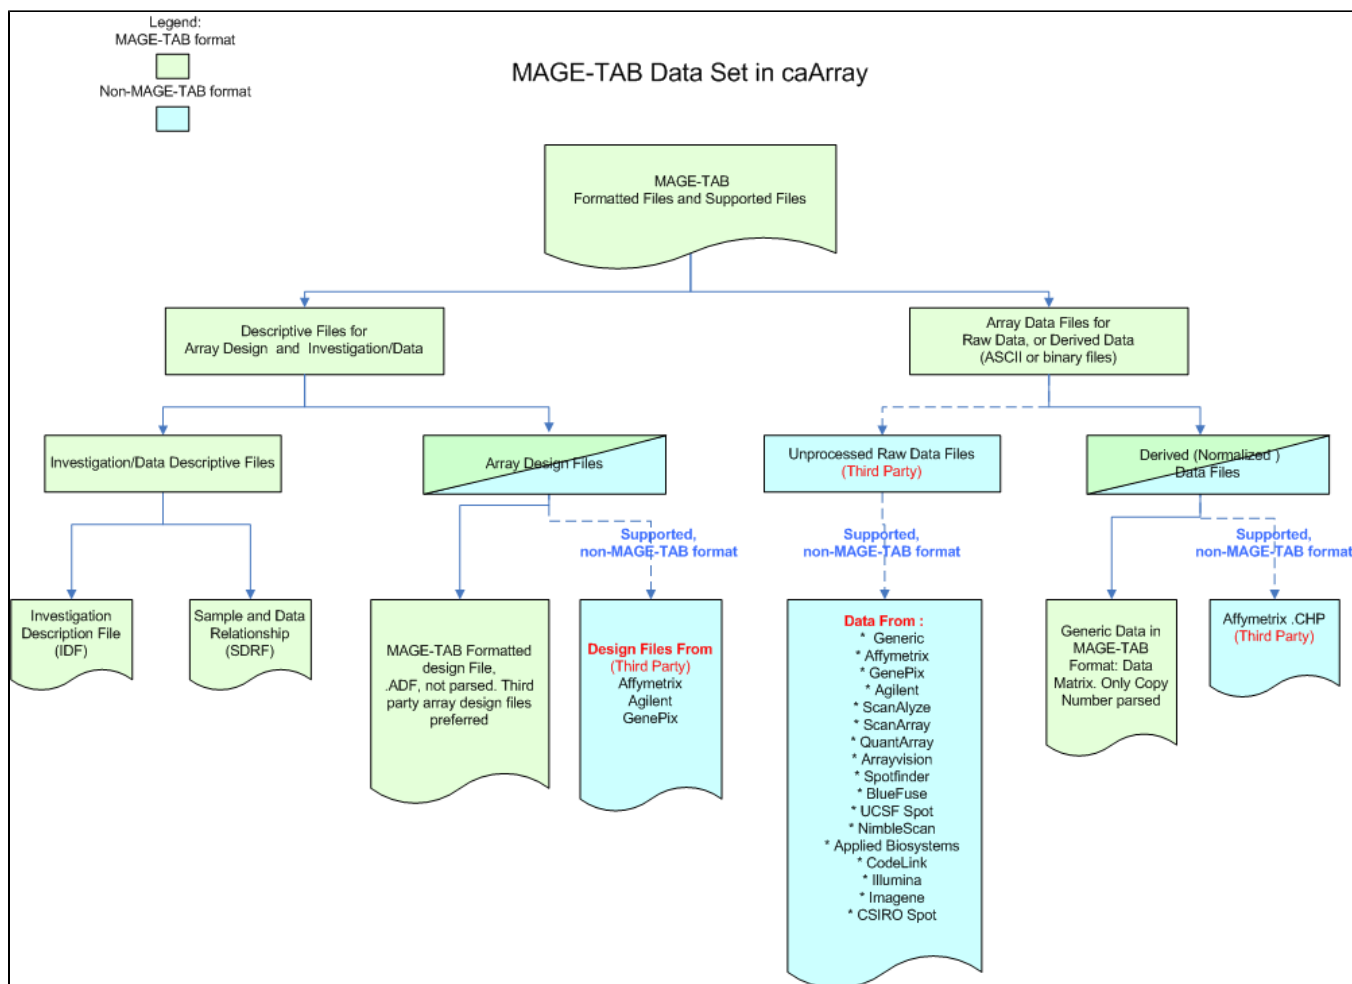 Legend:
MAGE-TAB format
Non-MAGE-TAB format
MAGE-TAB Data Set in caArray
MAGE-TAB
Formatted Files and Supported Files
Descriptive Files for
Array Design and Investigation/Data
Array Data Files for
Raw Data, or Derived Data
(ASCII or binary files)
Investigation/Data Descriptive Files
Array Design Files
Unprocessed Raw Data Files
(Third Party)
Derived (Normalized )
Data Files
Supported,
non-MAGE-TAB format
Supported,
non-MAGE-TAB format
Supported,
non-MAGE-TAB format
Investigation
Description File
(IDF)
Sample and Data
Relationship
(SDRF)
MAGE-TAB Formatted
design File,
.ADF, not parsed. Third
party array design files
preferred
Design Files From
(Third Party)
Affymetrix
Agilent
GenePix
Data From :
* Generic
* Affymetrix
* GenePix
* Agilent
* ScanAlyze
* ScanArray
* QuantArray
* Arrayvision
* Spotfinder
* BlueFuse
* UCSF Spot
* NimbleScan
* Applied Biosystems
* CodeLink
* Illumina
* Imagene
* CSIRO Spot
Generic Data in
MAGE-TAB
Format: Data
Matrix. Only Copy
Number parsed
Affymetrix .CHP
(Third Party)